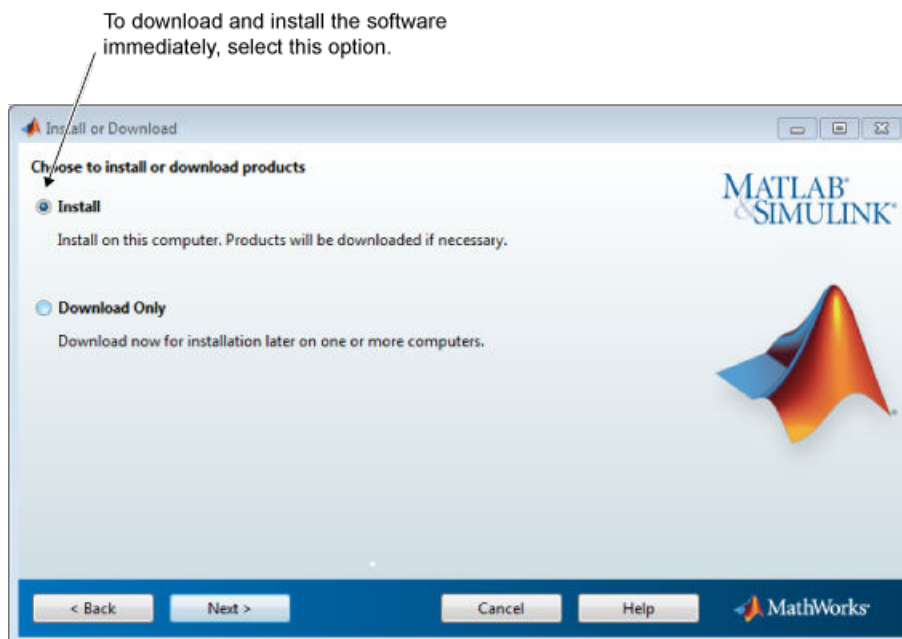 To download and install the software
immediately, select this option.
Install or Download
Choose to install or download products
MATLAB®
&SIMULINK®
Install
Install on this computer. Products will be downloaded if necessary.
Download Only
Download now for installation later on one or more computers.
®
< Back
Next >
Cancel
Help
MathWorks®